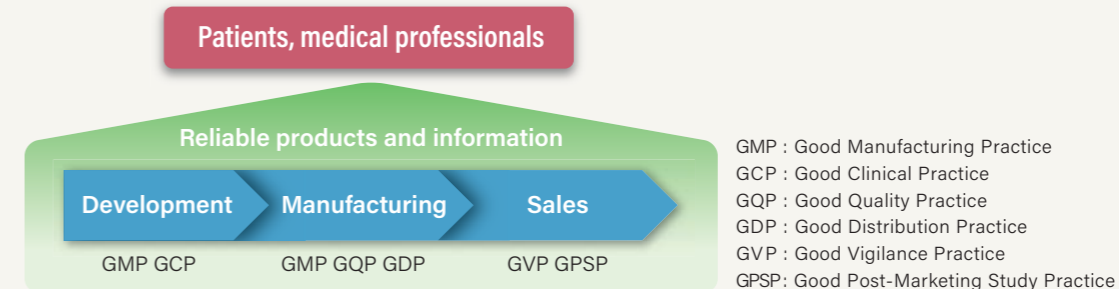 Patients, medical professionals
Reliable products and information
Development Manufacturing Sales
GMP GCP GMP GQP GDP GVP GPSP
GMP : Good Manufacturing Practice
GCP : Good Clinical Practice
GQP : Good Quality Practice
GDP : Good Distribution Practice
GVP : Good Vigilance Practice
GPSP : Good Post-Marketing Study Practice